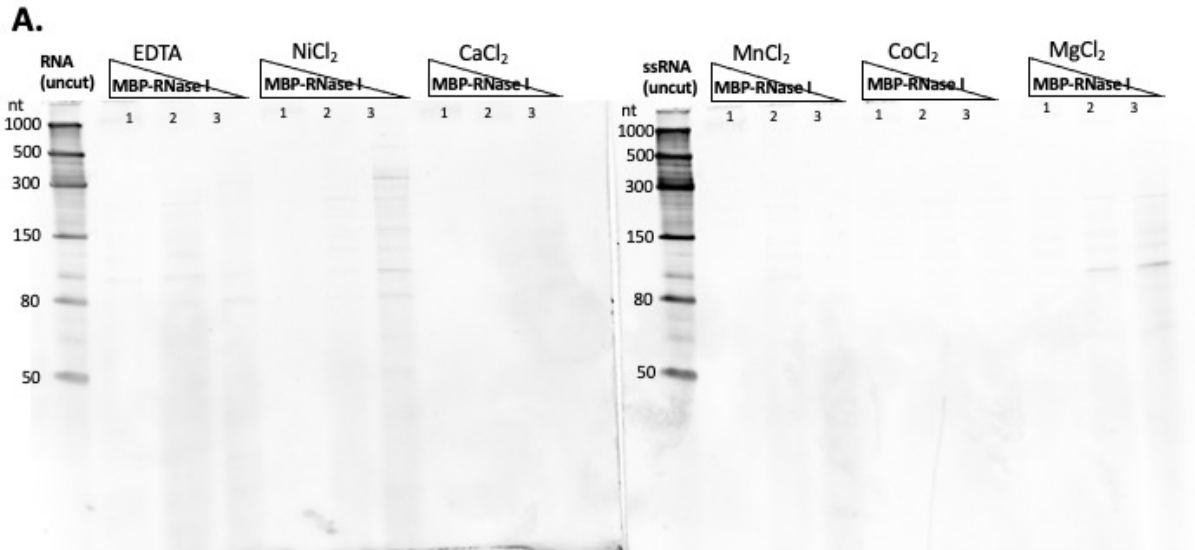 A.
RNA
(uncut)
EDTA
NiCl2
CaCl2
MBP-RNase I
MBP-RNase I
MBP-RNase I
nt
1 2 3
1 2 3
1 2 3
1000
500
300
150
80
50
ssRNA
(uncut)
MnCl2
CoCl2
MgCl2
MBP-RNase I
MBP-RNase I
MBP-RNase I
nt
1 2 3
1 2 3
1 2 3
1000
500
300
150
80
50